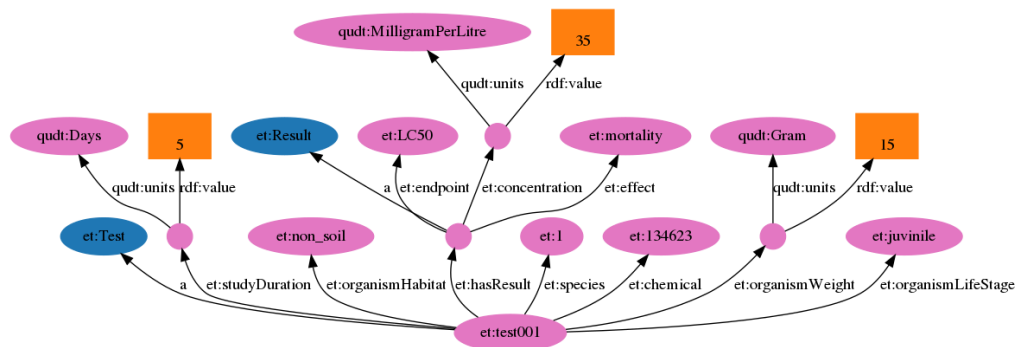 qudt:MilligramPerLitre
35
qudt:units
rdf:value
qudt:Days
5
et:Result
et:LC50
et:mortality
qudt:Gram
15
qudt:units
rdf:value
a
et:endpoint
et:concentration
et:effect
qudt:units
rdf:value
et:Test
et:non_soil
et:1
et:134623
et:juvinile
a
et:studyDuration
et:organismHabitat
et:hasResult
et:species
et:chemical
et:organismWeight
et:organismLifeStage
et:test001